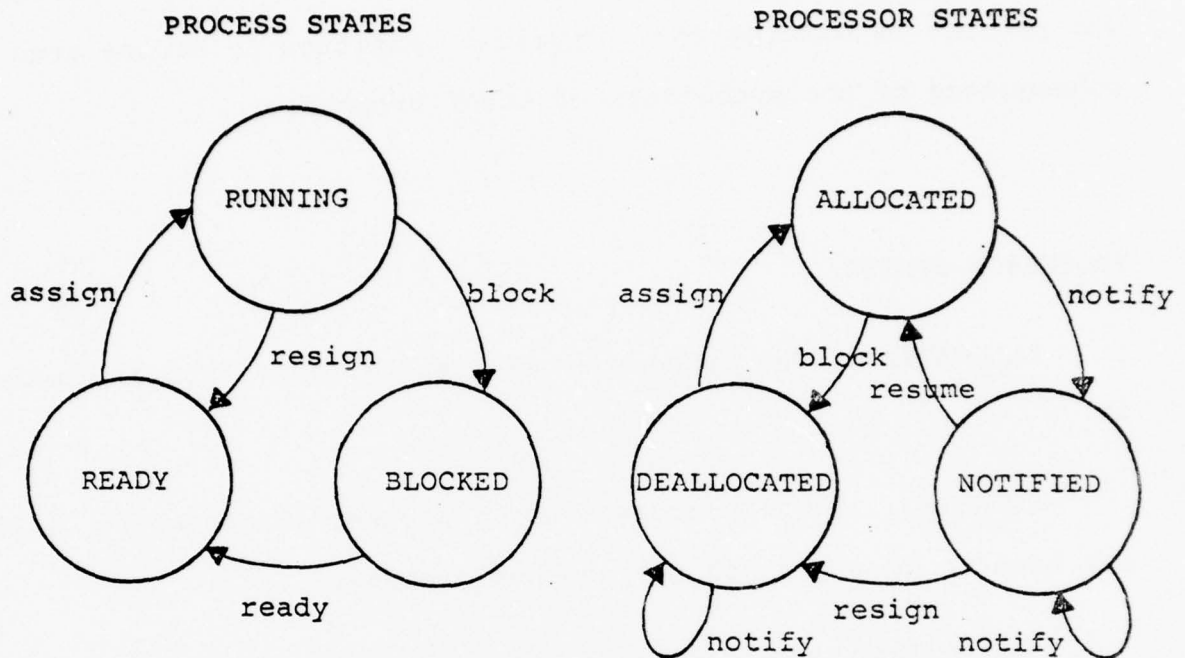 PROCESS STATES
RUNNING
assign
block
resign
READY
BLOCKED
ready
PROCESSOR STATES
ALLOCATED
assign
notify
block
resume
DEALLOCATED
NOTIFIED
resign
notify
notify